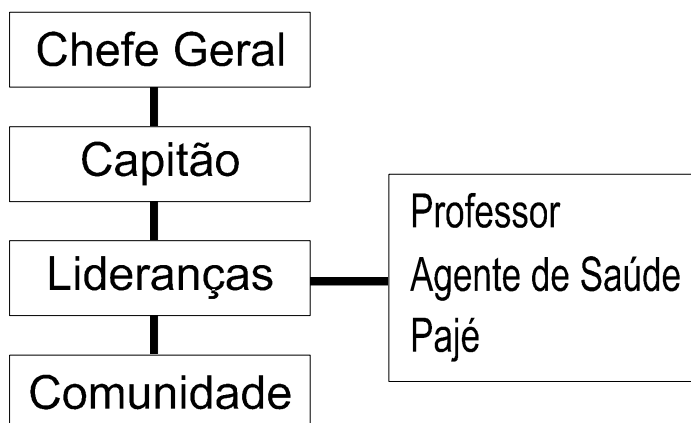 Chefe Geral
Capitão
Lideranças
Professor
Agente de Saúde
Pajé
Comunidade